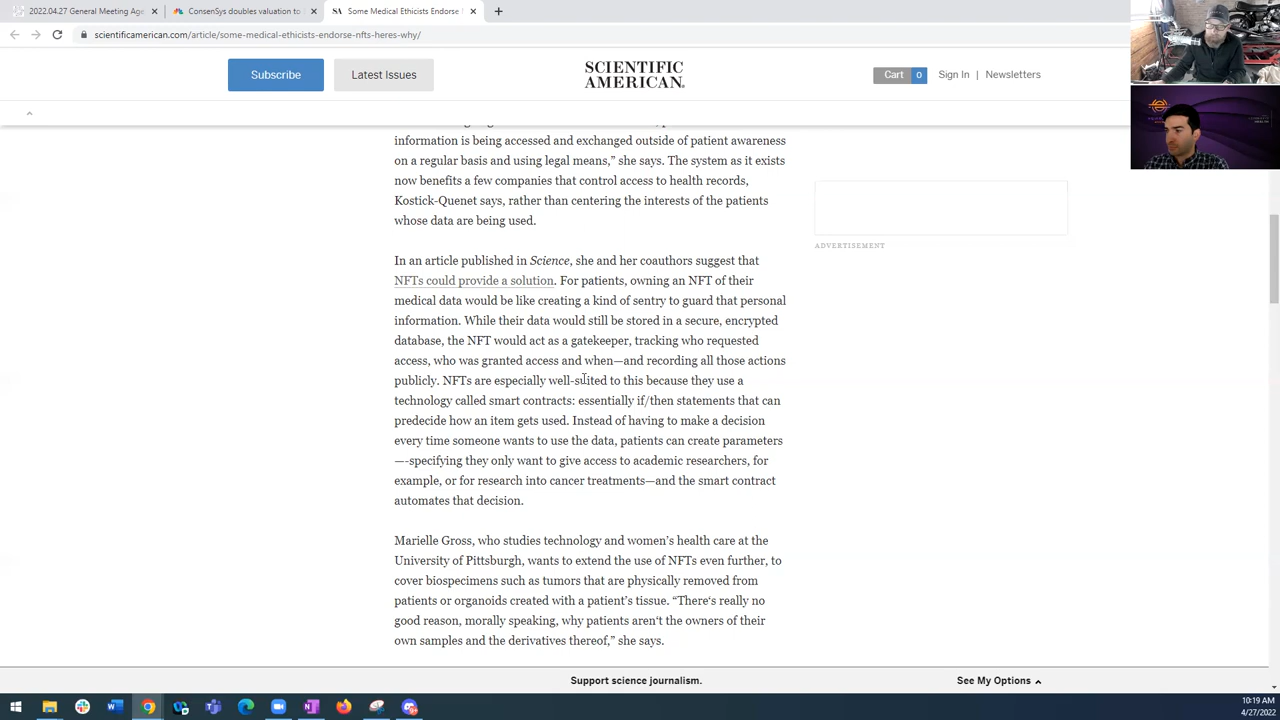 2022.04.27 General Meeting Age
ConsenSys doubles valuation to
Some Medical Ethicists Endorse
scientificamerican.com/article/some-medical-ethicists-endorse-nfts-heres-why/
Subscribe
Latest Issues
SCIENTIFIC
AMERICAN
Cart 0
Sign In | Newsletters
information is being accessed and exchanged outside of patient awareness
on a regular basis and using legal means,” she says. The system as it exists
now benefits a few companies that control access to health records,
Kostick-Quenet says, rather than centering the interests of the patients
whose data are being used.
ADVERTISEMENT
In an article published in Science, she and her coauthors suggest that
NFTs could provide a solution. For patients, owning an NFT of their
medical data would be like creating a kind of sentry to guard that personal
information. While their data would still be stored in a secure, encrypted
database, the NFT would act as a gatekeeper, tracking who requested
access, who was granted access and when—and recording all those actions
publicly. NFTs are especially well-suited to this because they use a
technology called smart contracts: essentially if/then statements that can
predecide how an item gets used. Instead of having to make a decision
every time someone wants to use the data, patients can create parameters
—-specifying they only want to give access to academic researchers, for
example, or for research into cancer treatments—and the smart contract
automates that decision.
Marielle Gross, who studies technology and women’s health care at the
University of Pittsburgh, wants to extend the use of NFTs even further, to
cover biospecimens such as tumors that are physically removed from
patients or organoids created with a patient’s tissue. “There‘s really no
good reason, morally speaking, why patients aren‘t the owners of their
own samples and the derivatives thereof,” she says.
Support science journalism.
See My Options
10:19 AM
4/27/2022